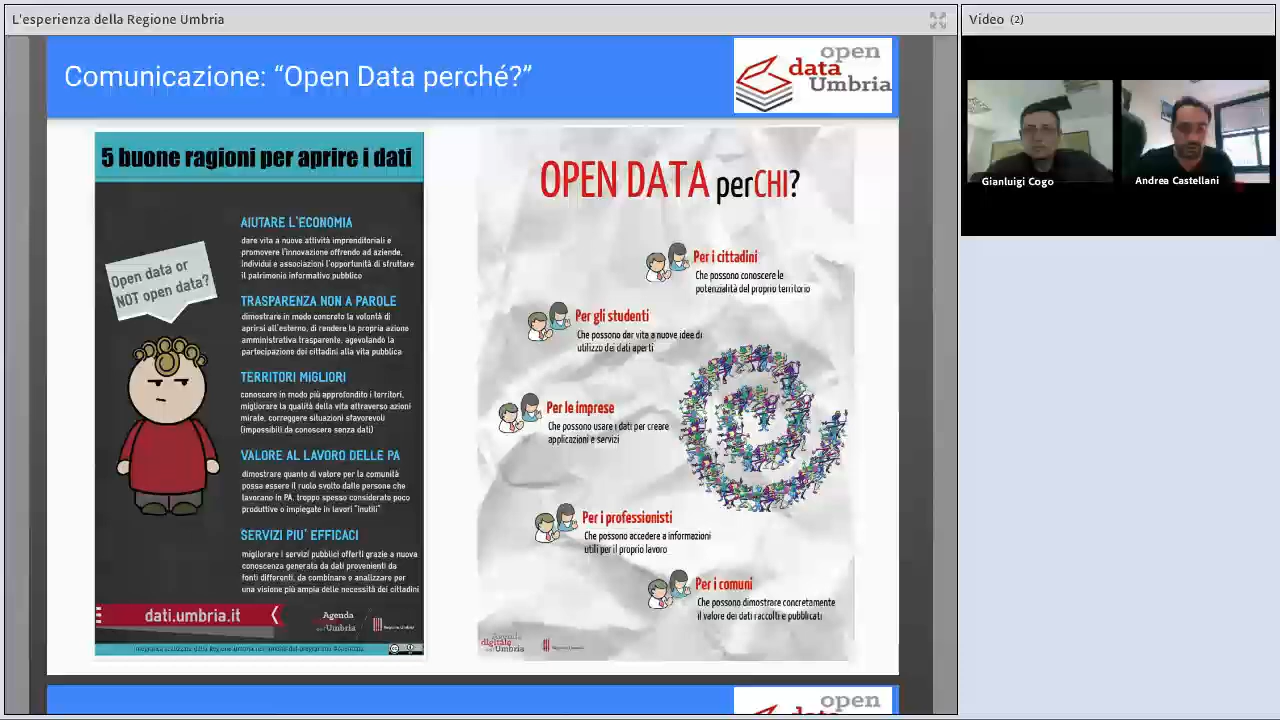 L'esperienza della Regione Umbria
Video (2)
Comunicazione: “Open Data perché?”
open
data
Umbria
Gianluigi Cogo
Andrea Castellani
5 buone ragioni per aprire i dati
Open data or
NOT open data?
AIUTARE L'ECONOMIA
dare vita a nuove attività imprenditoriali e
promuovere l'innovazione offrendo ad aziende,
individui e associazioni l'opportunità di sfruttare
il patrimonio informativo pubblico
TRASPARENZA NON A PAROLE
dimostrare in modo concreto la volontà di
aprirsi all'esterno, di rendere la propria azione
amministrativa trasparente, agevolando la
partecipazione dei cittadini alla vita pubblica
TERRITORI MIGLIORI
conoscere in modo più approfondito i territori,
migliorare la qualità della vita attraverso azioni
mirate, correggere situazioni sfavorevoli
(impossibili da conoscere senza dati)
VALORE AL LAVORO DELLE PA
dimostrare quanto di valore per la comunità
possa essere il ruolo svolto dalle persone che
lavorano in PA, troppo spesso considerate poco
produttive o impiegate in lavori "inutili"
SERVIZI PIU' EFFICACI
migliorare i servizi pubblici offerti grazie a nuova
conoscenza generata da dati provenienti da
fonti differenti, da combinare e analizzare per
una visione più ampia delle necessità dei cittadini
dati.umbria.it
Agenda
Umbria
OPEN DATA perCHI?
Per i cittadini
Che possono conoscere le
potenzialità del proprio territorio
Per gli studenti
Che possono dar vita a nuove idee di
utilizzo dei dati aperti
Per le imprese
Che possono usare i dati per creare
applicazioni e servizi
Per i professionisti
Che possono accedere a informazioni
utili per il proprio lavoro
Per i comuni
Che possono dimostrare concretamente
il valore dei dati raccolti e pubblicati
Agenda
digitale
Umbria
open